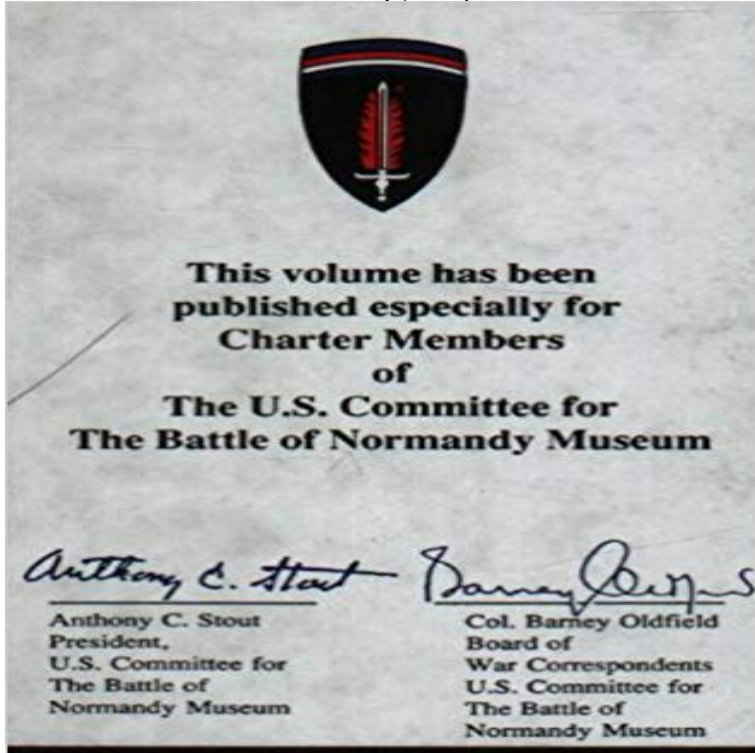 This volume has been
published especially for
Charter Members
of
The U.S. Committee for
The Battle of Normandy Museum
Anthony C. Stout
Barney Oldfield
Anthony C. Stout
President,
U.S. Committee for
The Battle of
Normandy Museum
Col. Barney Oldfield
Board of
War Correspondents
U.S. Committee for
The Battle of
Normandy Museum